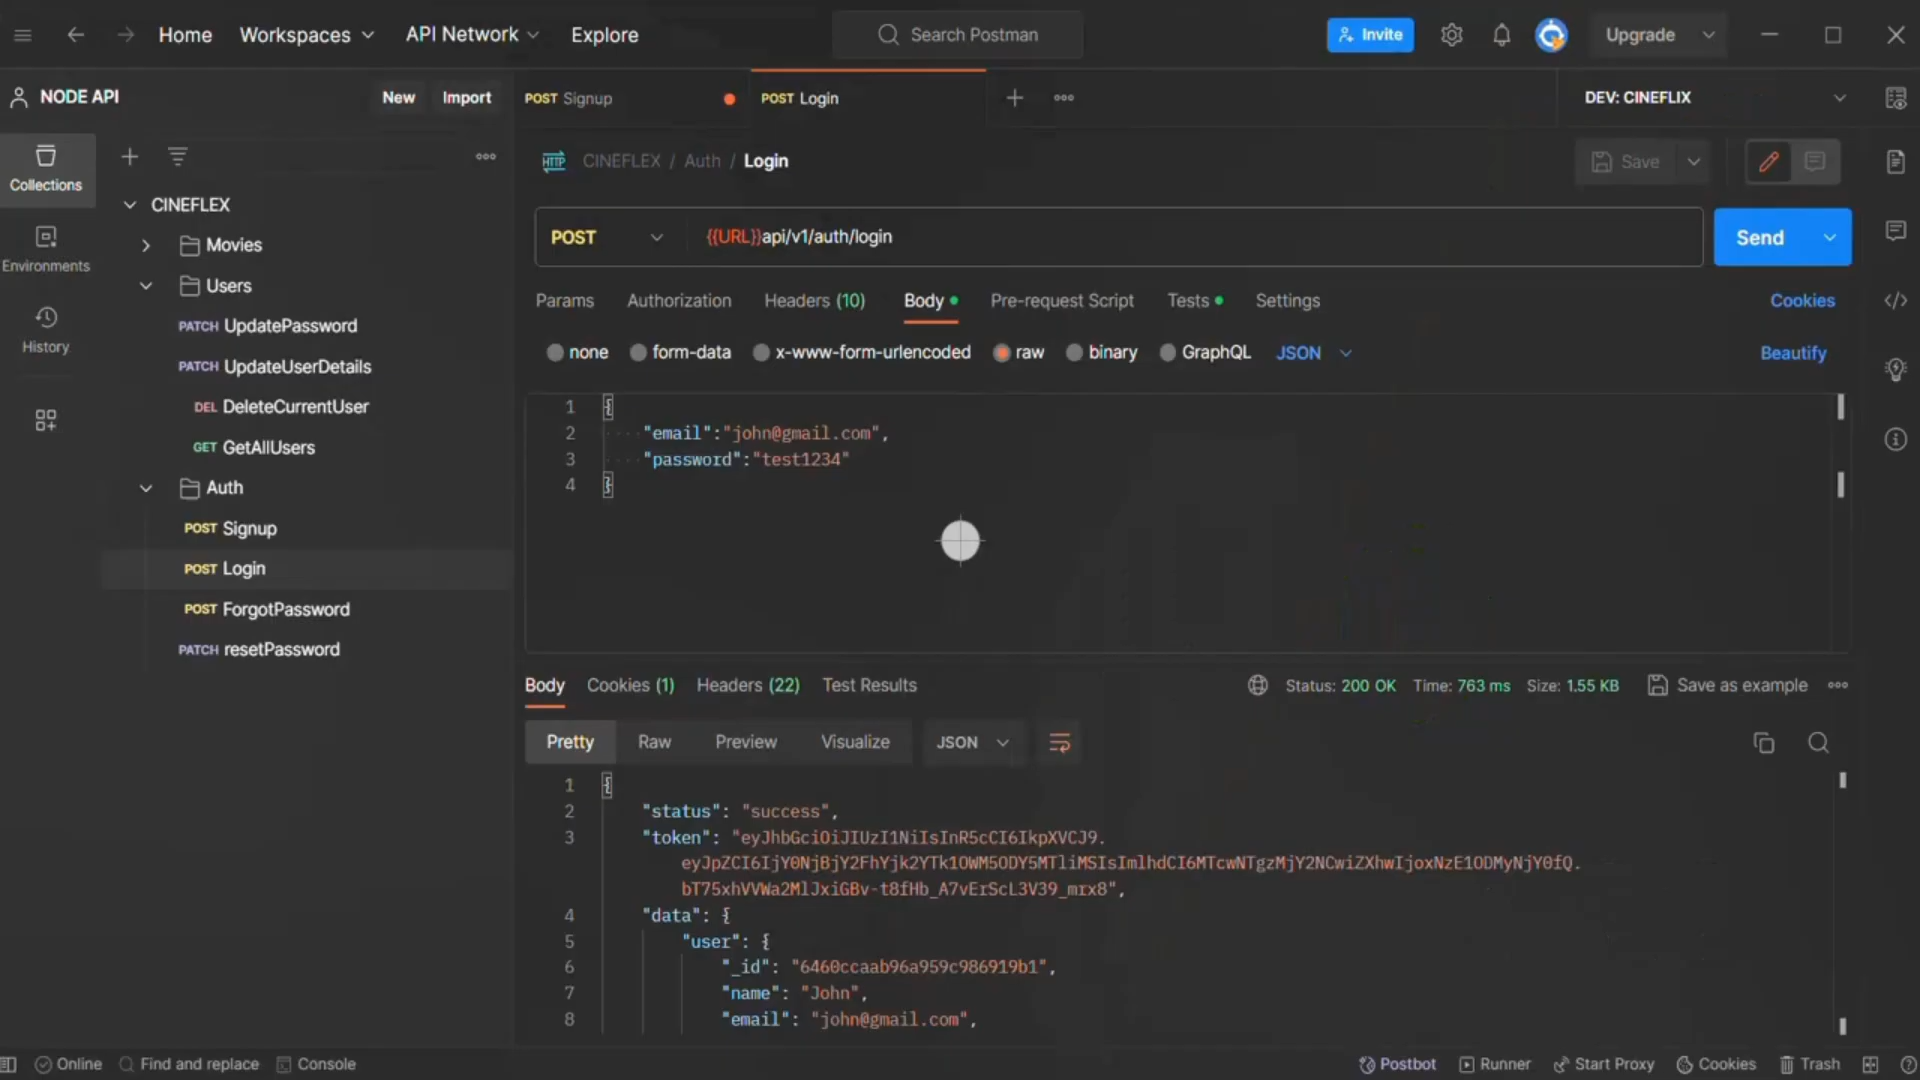 Home Workspaces API Network Explore Search Postman Invite Upgrade
NODE API New Import POST Signup POST Login DEV: CINEFLIX
Collections
Environments
History
CINEFLEX
Movies
Users
PATCH UpdatePassword
PATCH UpdateUserDetails
DEL DeleteCurrentUser
GET GetAllUsers
Auth
POST Signup
POST Login
POST ForgotPassword
PATCH resetPassword
HTTP CINEFLEX / Auth / Login Save
POST {{URL}}api/v1/auth/login Send
Params Authorization Headers (10) Body Pre-request Script Tests Settings Cookies
none form-data x-www-form-urlencoded raw binary GraphQL JSON Beautify
1 {
2 "email":"john@gmail.com",
3 "password":"test1234"
4 }
Body Cookies (1) Headers (22) Test Results Status: 200 OK Time: 763 ms Size: 1.55 KB Save as example
Pretty Raw Preview Visualize JSON
1 {
2 "status": "success",
3 "token": "eyJhbGciOiJIUzI1NiIsInR5cCI6IkpXVCJ9.
eyJpZCI6IjY0NjBjY2FhYjk2YTk1OWM5ODY5MTliMSIsImlhdCI6MTcwNTgzMjY2NCwiZXhwIjoxNzE1ODMyNjY0fQ.
bT75xhVVWa2MlJxiGBv-t8fHb_A7vErScL3V39_mrx8",
4 "data": {
5 "user": {
6 "_id": "6460ccaab96a959c986919b1",
7 "name": "John",
8 "email": "john@gmail.com",
Online Find and replace Console Postbot Runner Start Proxy Cookies Trash